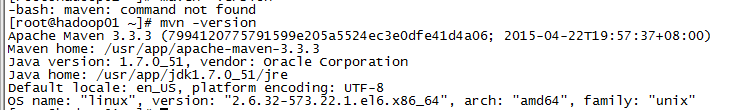 -bash: maven: command not found
[root@hadoop01 ~]# mvn -version
Apache Maven 3.3.3 (7994120775791599e205a5524ec3e0dfe41d4a06; 2015-04-22T19:57:37+08:00)
Maven home: /usr/app/apache-maven-3.3.3
Java version: 1.7.0_51, vendor: Oracle Corporation
Java home: /usr/app/jdk1.7.0_51/jre
Default locale: en_US, platform encoding: UTF-8
OS name: "linux", version: "2.6.32-573.22.1.el6.x86_64", arch: "amd64", family: "unix"